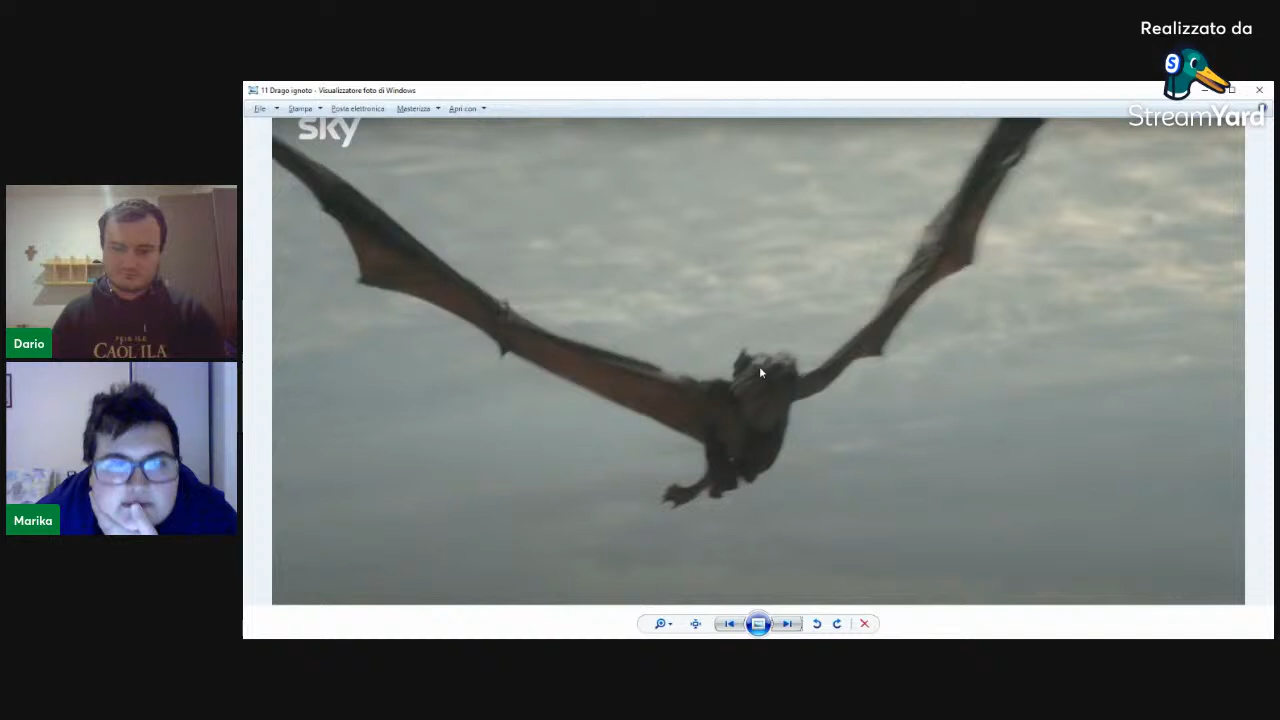 Realizzato da
StreamYard
11 Drago ignoto - Visualizzatore foto di Windows
File Stampa Posta elettronica Masterizza Apri con
sky
Dario
CAOL ILA
Marika